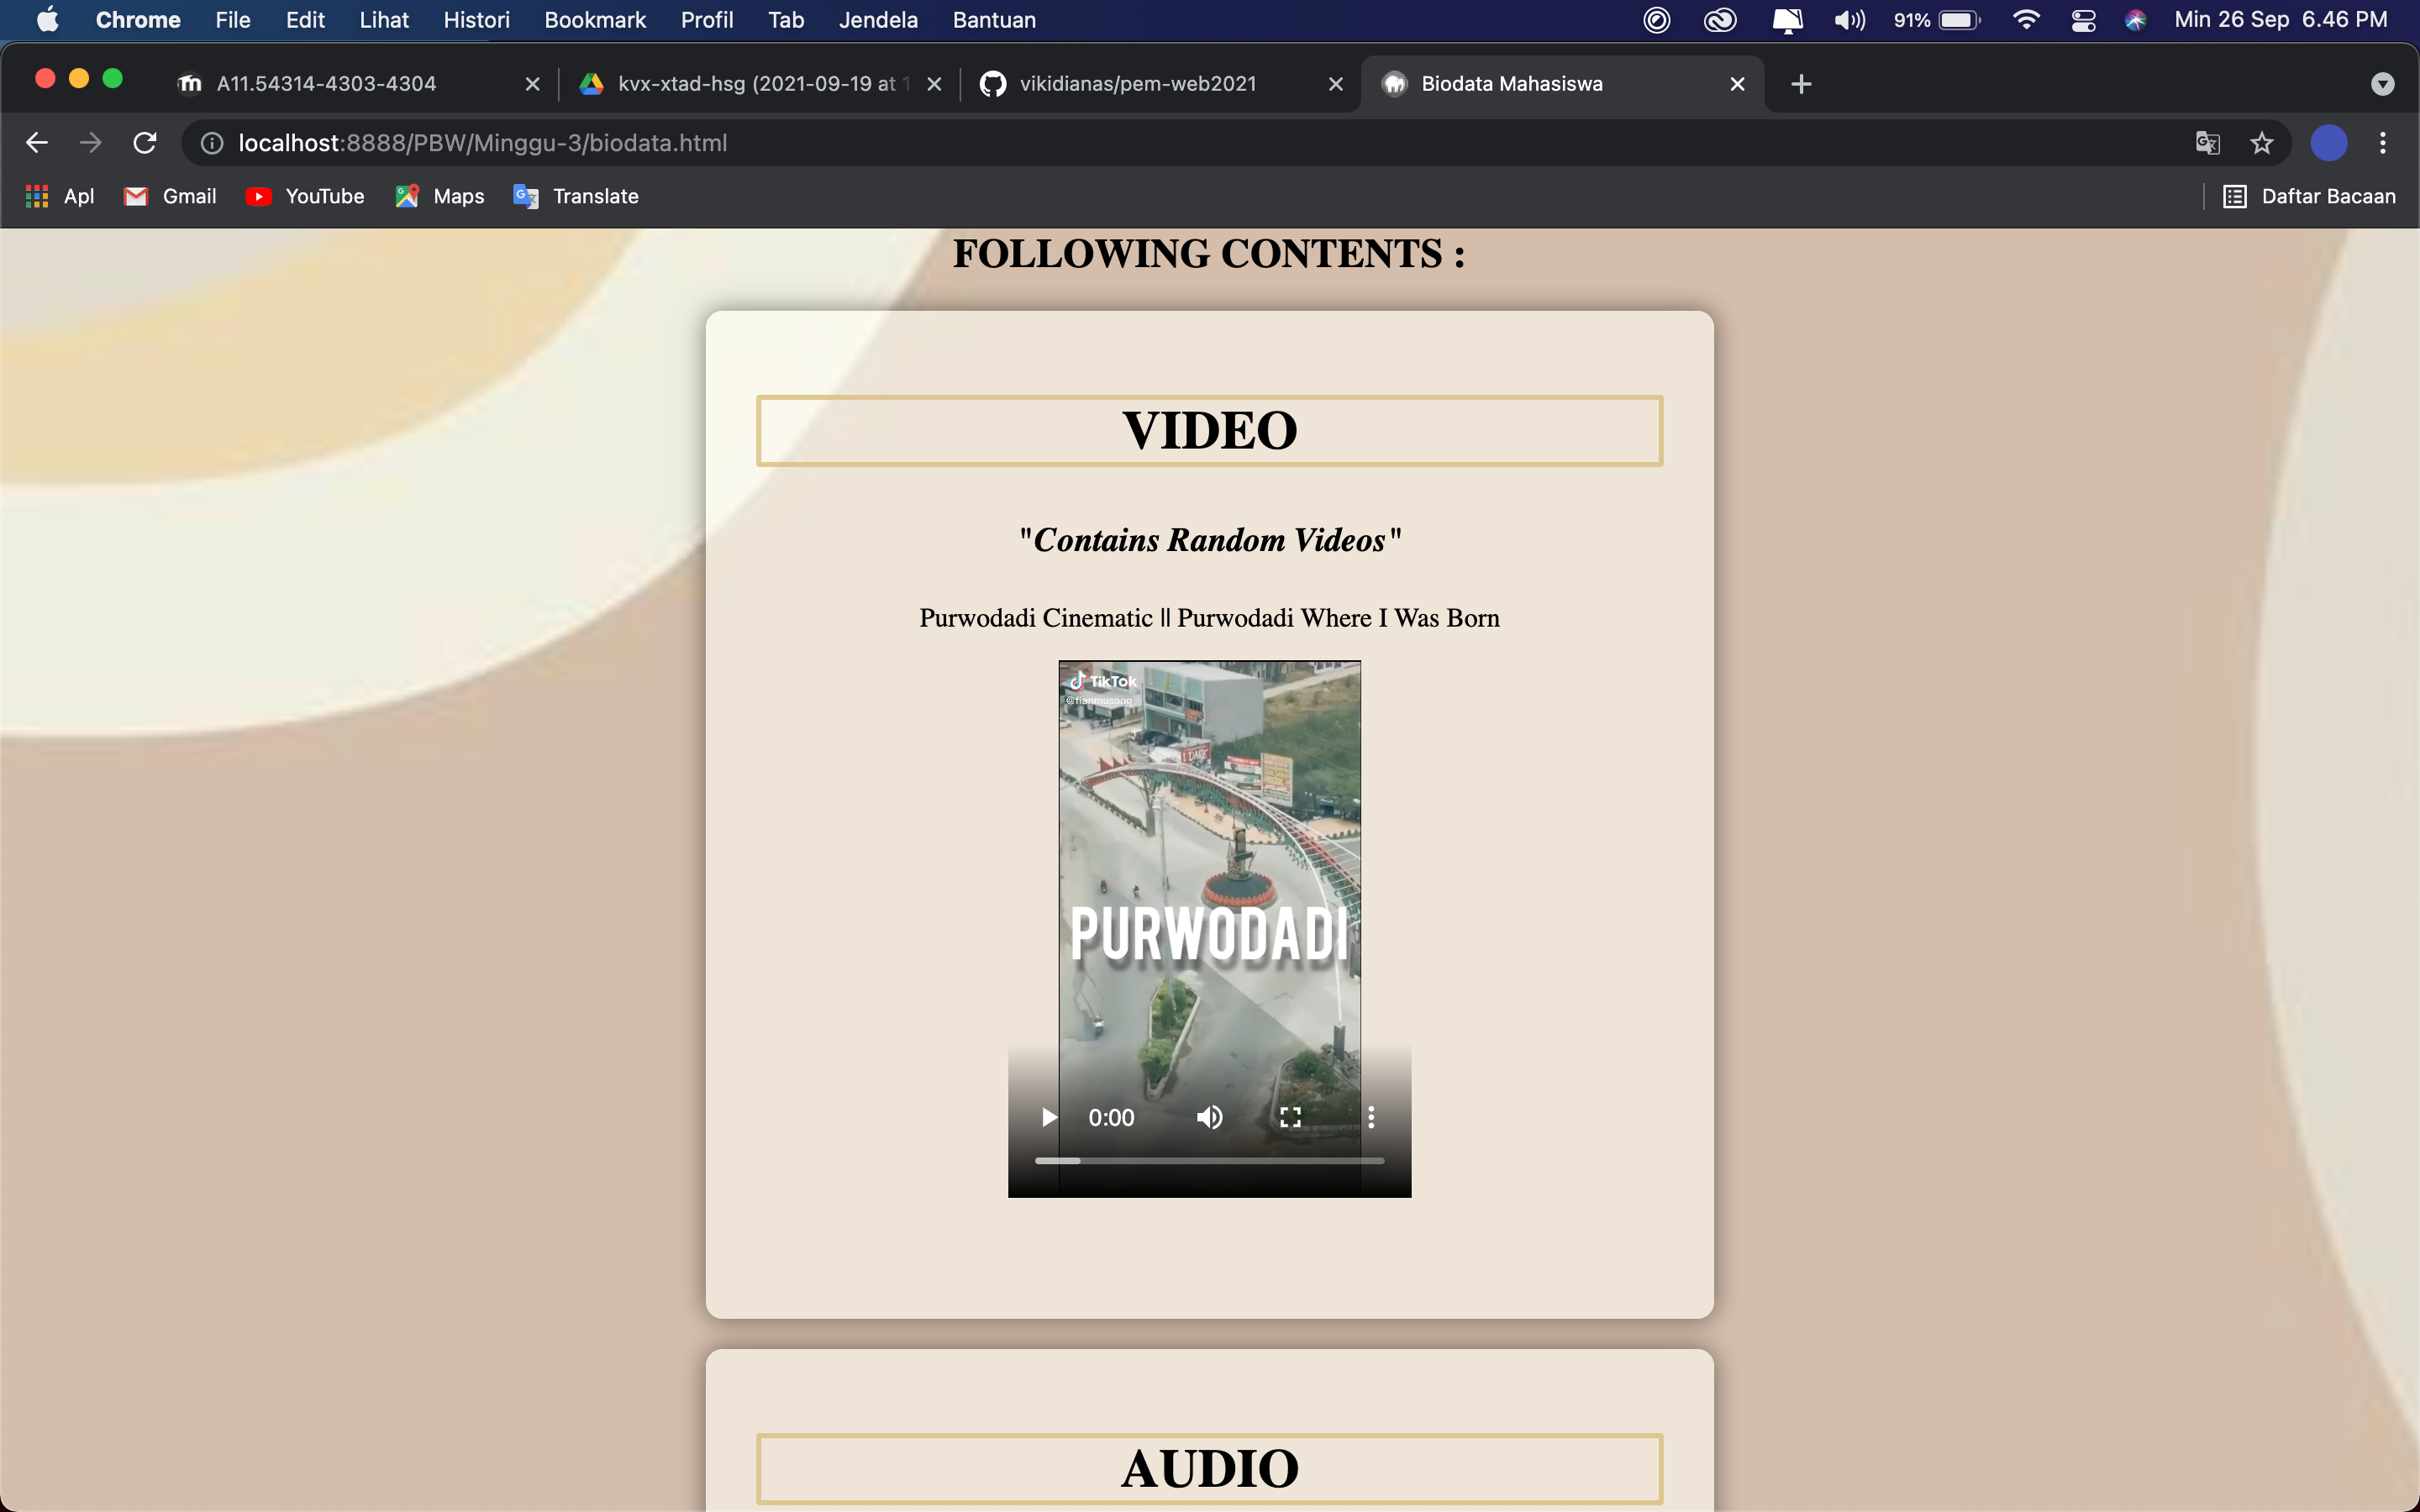 Chrome File Edit Lihat Histori Bookmark Profil Tab Jendela Bantuan 91% Min 26 Sep 6.46 PM
A11.54314-4303-4304 kvx-xtad-hsg (2021-09-19 at 1 vikidianas/pem-web2021 Biodata Mahasiswa
localhost:8888/PBW/Minggu-3/biodata.html
Apl Gmail YouTube Maps Translate Daftar Bacaan
FOLLOWING CONTENTS :
VIDEO
"Contains Random Videos"
Purwodadi Cinematic || Purwodadi Where I Was Born
TikTok
@fianmusang
PURWODADI
0:00
AUDIO